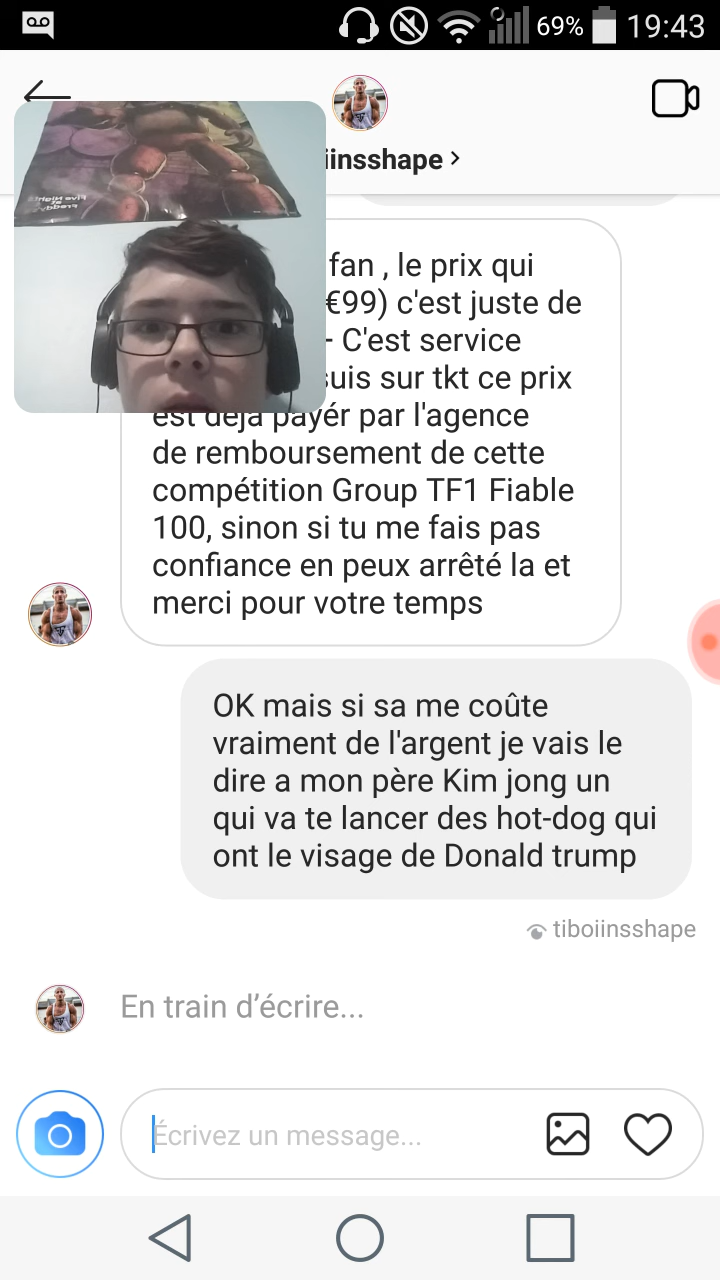 69% 19:43
iinsshape
fan , le prix qui
€99) c'est juste de
- C'est service
suis sur tkt ce prix
est déjà payér par l'agence
de remboursement de cette
compétition Group TF1 Fiable
100, sinon si tu me fais pas
confiance en peux arrêté la et
merci pour votre temps
OK mais si sa me coûte
vraiment de l'argent je vais le
dire a mon père Kim jong un
qui va te lancer des hot-dog qui
ont le visage de Donald trump
tiboiinsshape
En train d’écrire...
Écrivez un message...